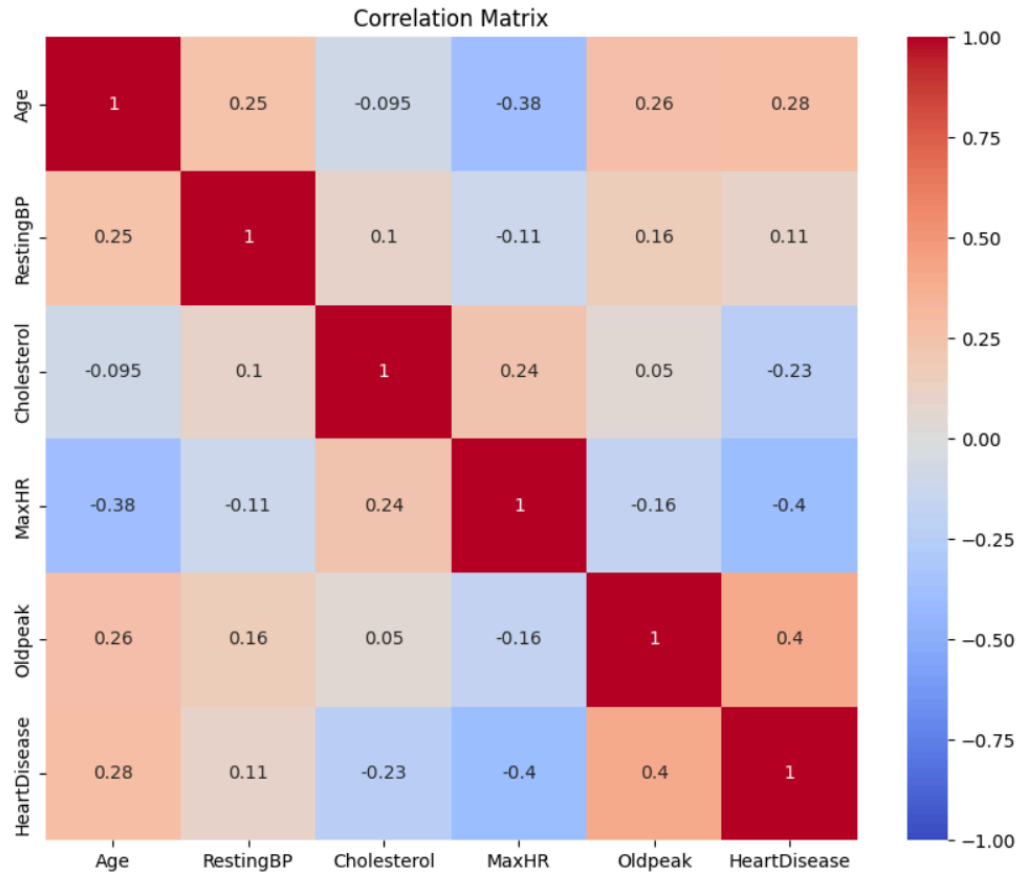 Correlation Matrix
Age 1 0.25 -0.095 -0.38 0.26 0.28
RestingBP 0.25 1 0.1 -0.11 0.16 0.11
Cholesterol -0.095 0.1 1 0.24 0.05 -0.23
MaxHR -0.38 -0.11 0.24 1 -0.16 -0.4
Oldpeak 0.26 0.16 0.05 -0.16 1 0.4
HeartDisease 0.28 0.11 -0.23 -0.4 0.4 1
Age RestingBP Cholesterol MaxHR Oldpeak HeartDisease
1.00
0.75
0.50
0.25
0.00
−0.25
−0.50
−0.75
−1.00